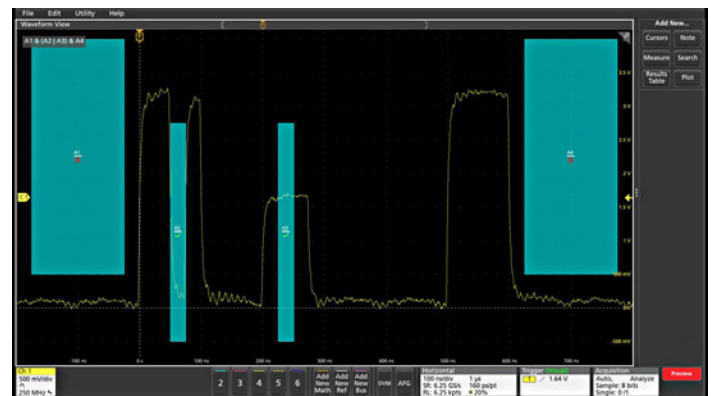 File Edit Utility Help
Waveform View
Add New...
A1 & (A2 | A3) & A4
Cursors Note
Measure Search
Results Table Plot
3.5 V
3 V
2.5 V
2 V
1.5 V
1 V
-500 mV
A1
A2
A3
A4
C1
-100 ns 0 s 100 ns 200 ns 300 ns 400 ns 500 ns 600 ns 700 ns
Ch 1
500 mV/div
250 MHz
2 3 4 5 6
Add New Math
Add New Ref
Add New Bus
DVM AFG
Horizontal
100 ns/div 1 µs
SR: 6.25 GS/s 160 ps/pt
RL: 6.25 kpts 20%
Trigger
1 1.64 V
Acquisition
Auto, Analyze
Sample: 8 bits
Single: 0 /1
Preview